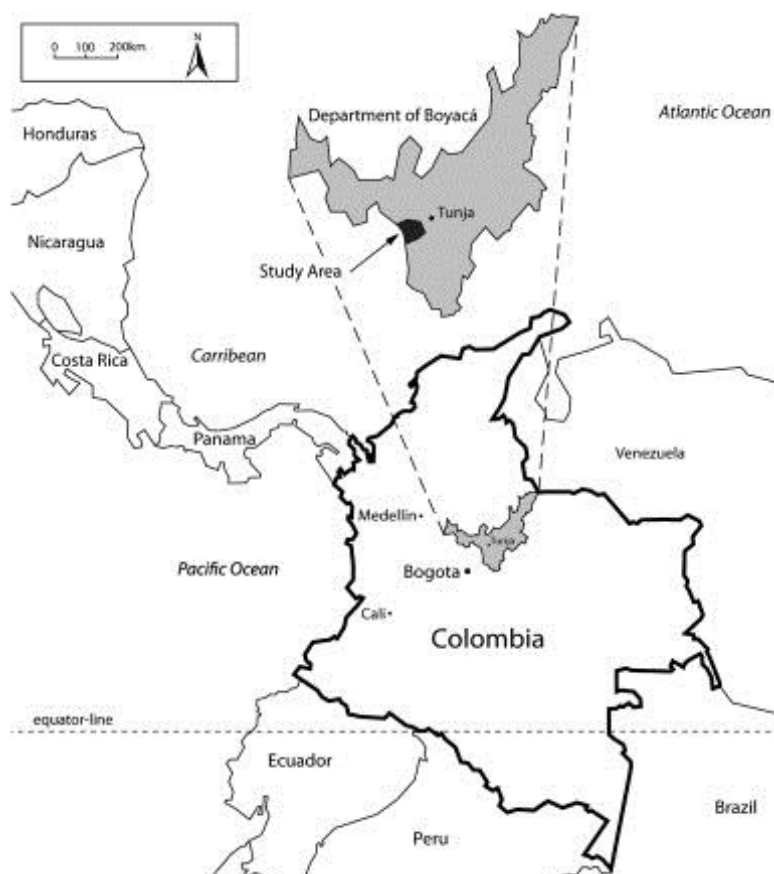 0 100 200km
N
Honduras
Department of Boyacá
Atlantic Ocean
Tunja
Nicaragua
Study Area
Costa Rica
Carribean
Panama
Venezuela
Medellin
Tunja
Pacific Ocean
Bogota
Cali
Colombia
equator-line
Ecuador
Brazil
Peru